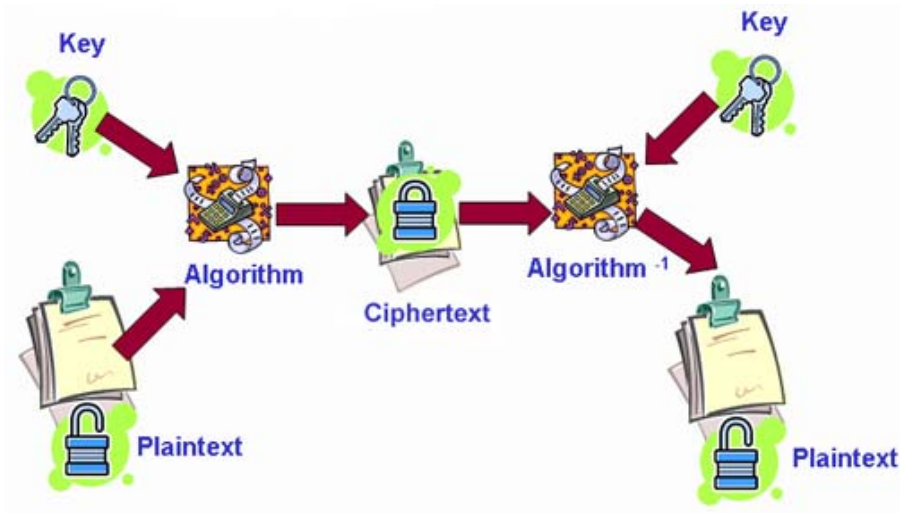 Key
Key
Algorithm
Algorithm -1
Ciphertext
Plaintext
Plaintext